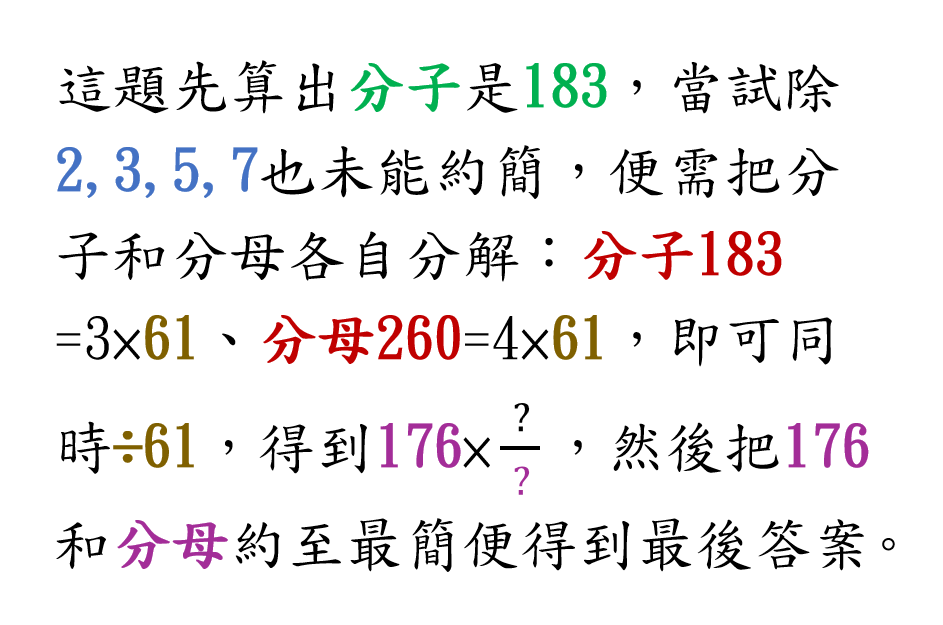 這題先算出分子是183，當試除
2,3,5,7也未能約簡，便需把分
子和分母各自分解：分子183
=3×61、分母260=4×61，即可同
時÷61，得到176×?/?，然後把176
和分母約至最簡便得到最後答案。